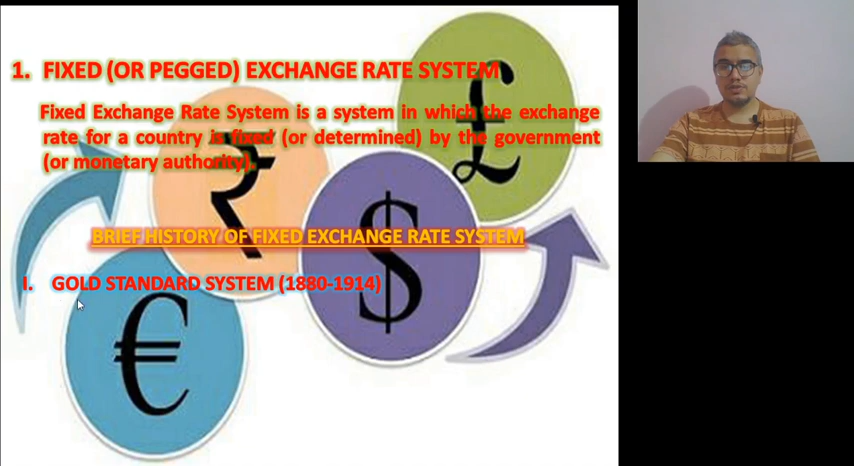 1. FIXED (OR PEGGED) EXCHANGE RATE SYSTEM
Fixed Exchange Rate System is a system in which the exchange
rate for a country is fixed (or determined) by the government
(or monetary authority).
₹
£
BRIEF HISTORY OF FIXED EXCHANGE RATE SYSTEM
$
I. GOLD STANDARD SYSTEM (1880-1914)
€